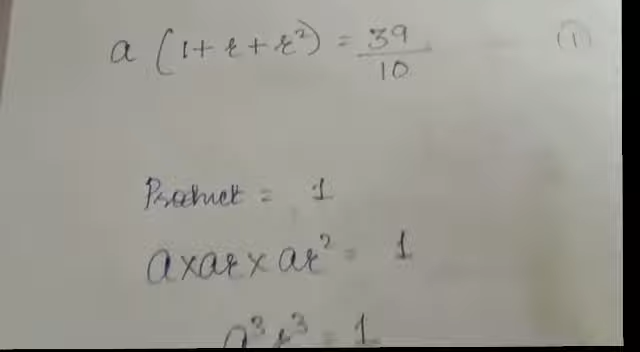 a (1+r+r²) = 39/10 (1)
Product = 1
a×ar×ar² = 1
a³r³ = 1